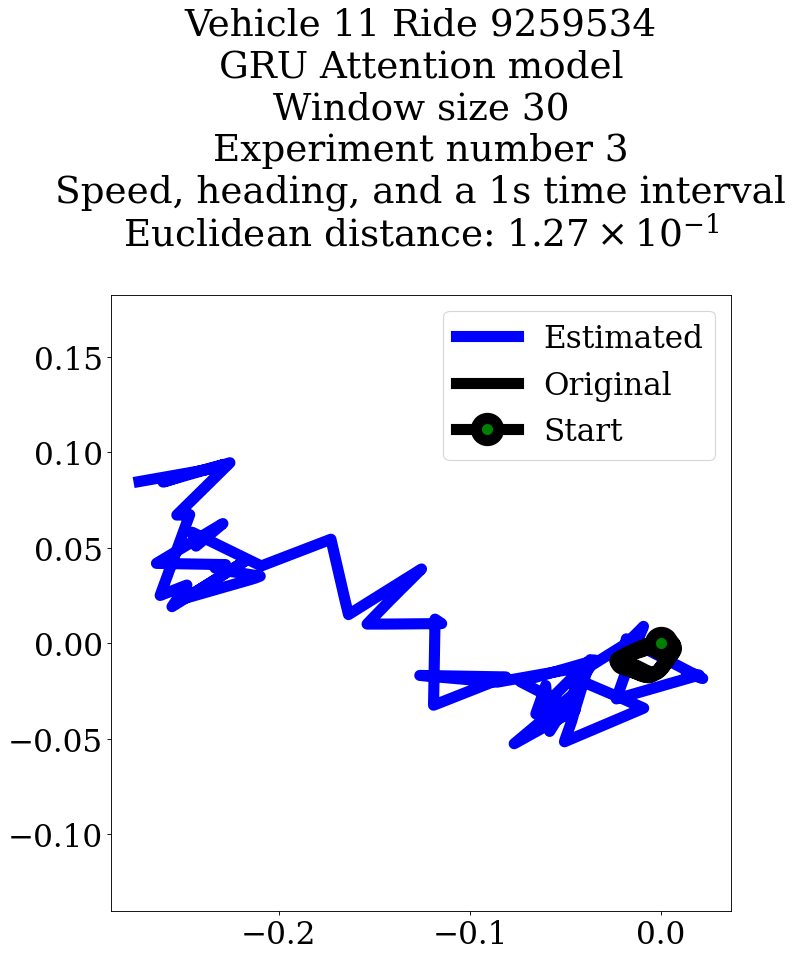 Vehicle 11 Ride 9259534
GRU Attention model
Window size 30
Experiment number 3
Speed, heading, and a 1s time interval
Euclidean distance: 1.27 × 10⁻¹
Estimated
Original
Start
0.15
0.10
0.05
0.00
−0.05
−0.10
−0.2
−0.1
0.0